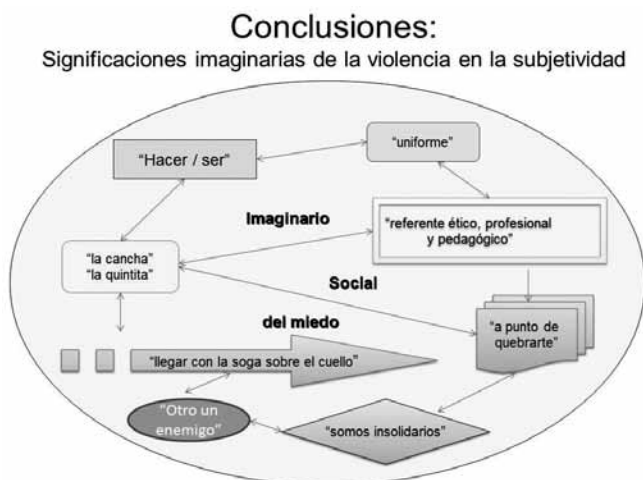 Conclusiones:
Significaciones imaginarias de la violencia en la subjetividad
“Hacer / ser”
“uniforme”
Imaginario
“referente ético, profesional
y pedagógico”
“la cancha”
“la quintita”
Social
del miedo
“a punto de
quebrarte”
“llegar con la soga sobre el cuello”
“Otro un
enemigo”
“somos insolidarios”